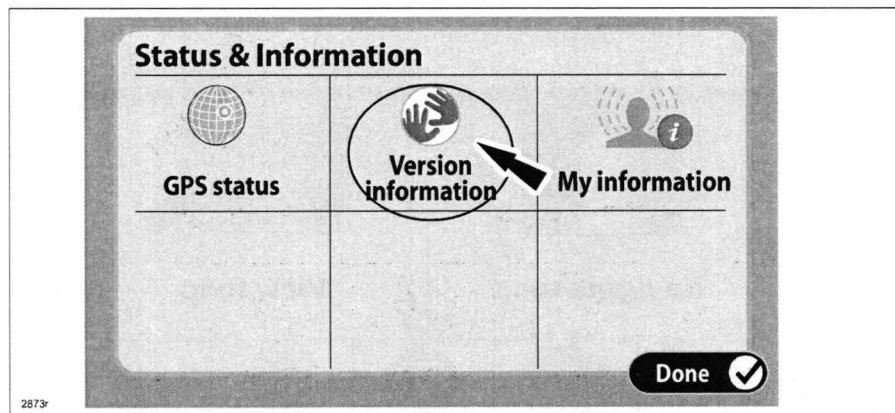 Status & Information
GPS status
Version
information
My information
Done
2873r